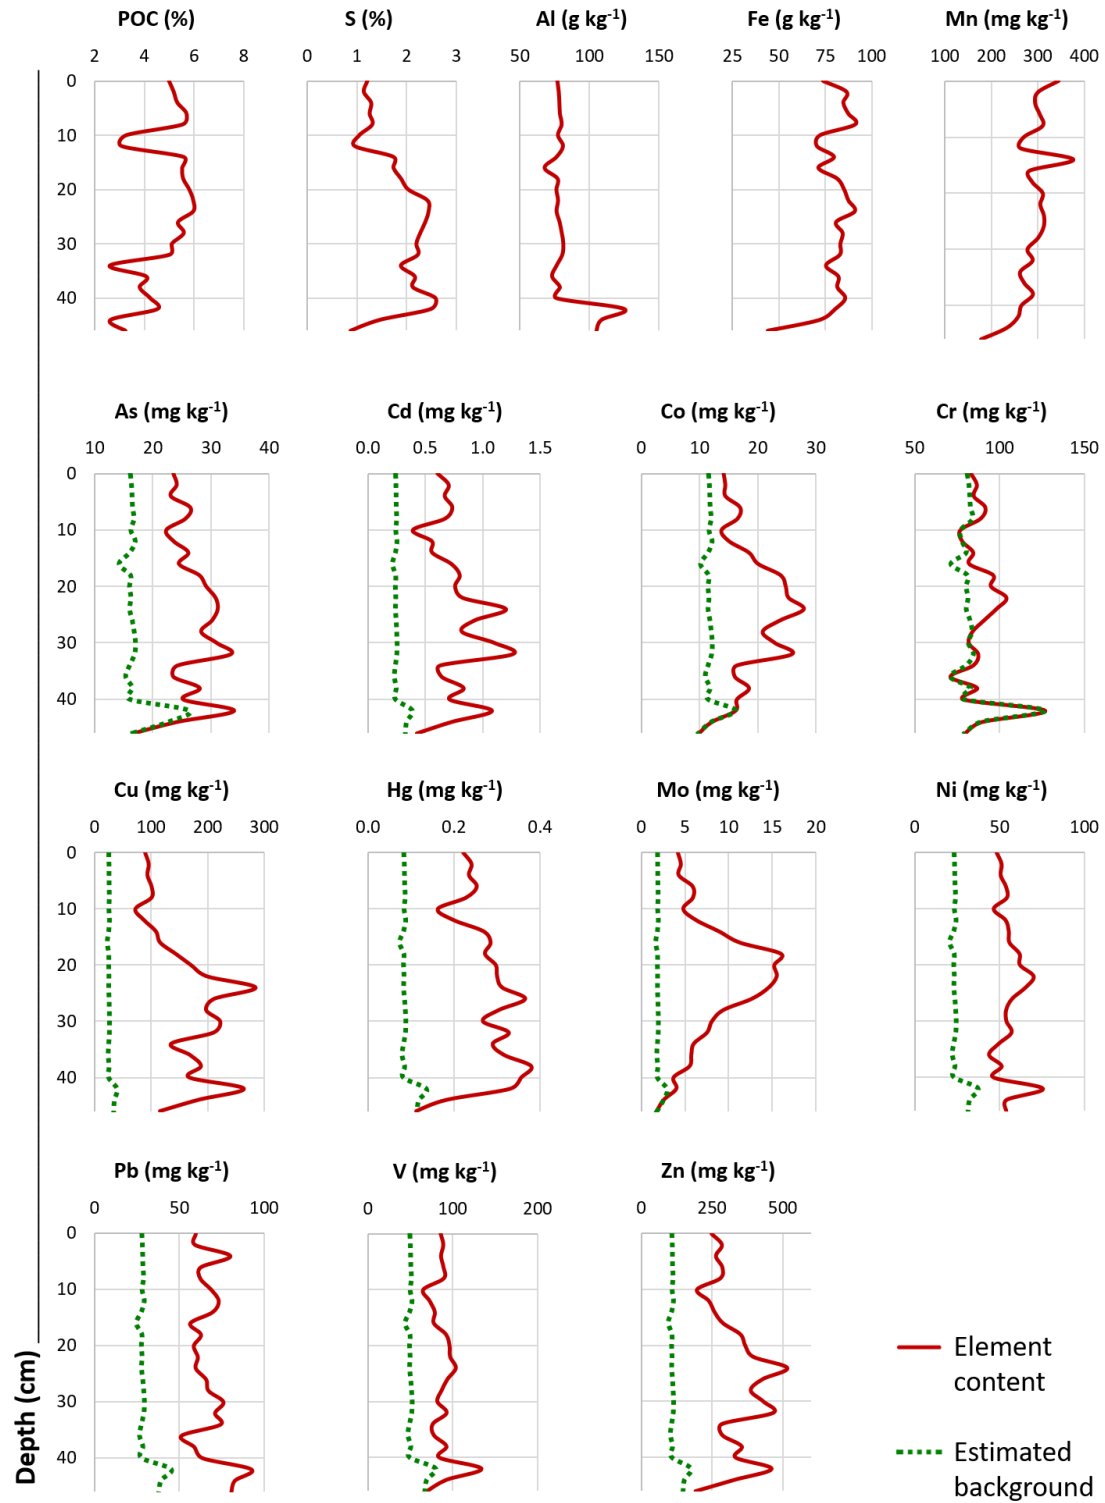 POC (%) S (%) Al (g kg⁻¹) Fe (g kg⁻¹) Mn (mg kg⁻¹)
2 4 6 8 0 1 2 3 50 100 150 25 50 75 100 100 200 300 400
0
10
20
30
40
As (mg kg⁻¹) Cd (mg kg⁻¹) Co (mg kg⁻¹) Cr (mg kg⁻¹)
10 20 30 40 0.0 0.5 1.0 1.5 0 10 20 30 50 100 150
0
10
20
30
40
Cu (mg kg⁻¹) Hg (mg kg⁻¹) Mo (mg kg⁻¹) Ni (mg kg⁻¹)
0 100 200 300 0.0 0.2 0.4 0 5 10 15 20 0 50 100
0
10
20
30
40
Pb (mg kg⁻¹) V (mg kg⁻¹) Zn (mg kg⁻¹)
0 50 100 0 100 200 0 250 500
0
10
20
30
40
Depth (cm)
Element
content
Estimated
background